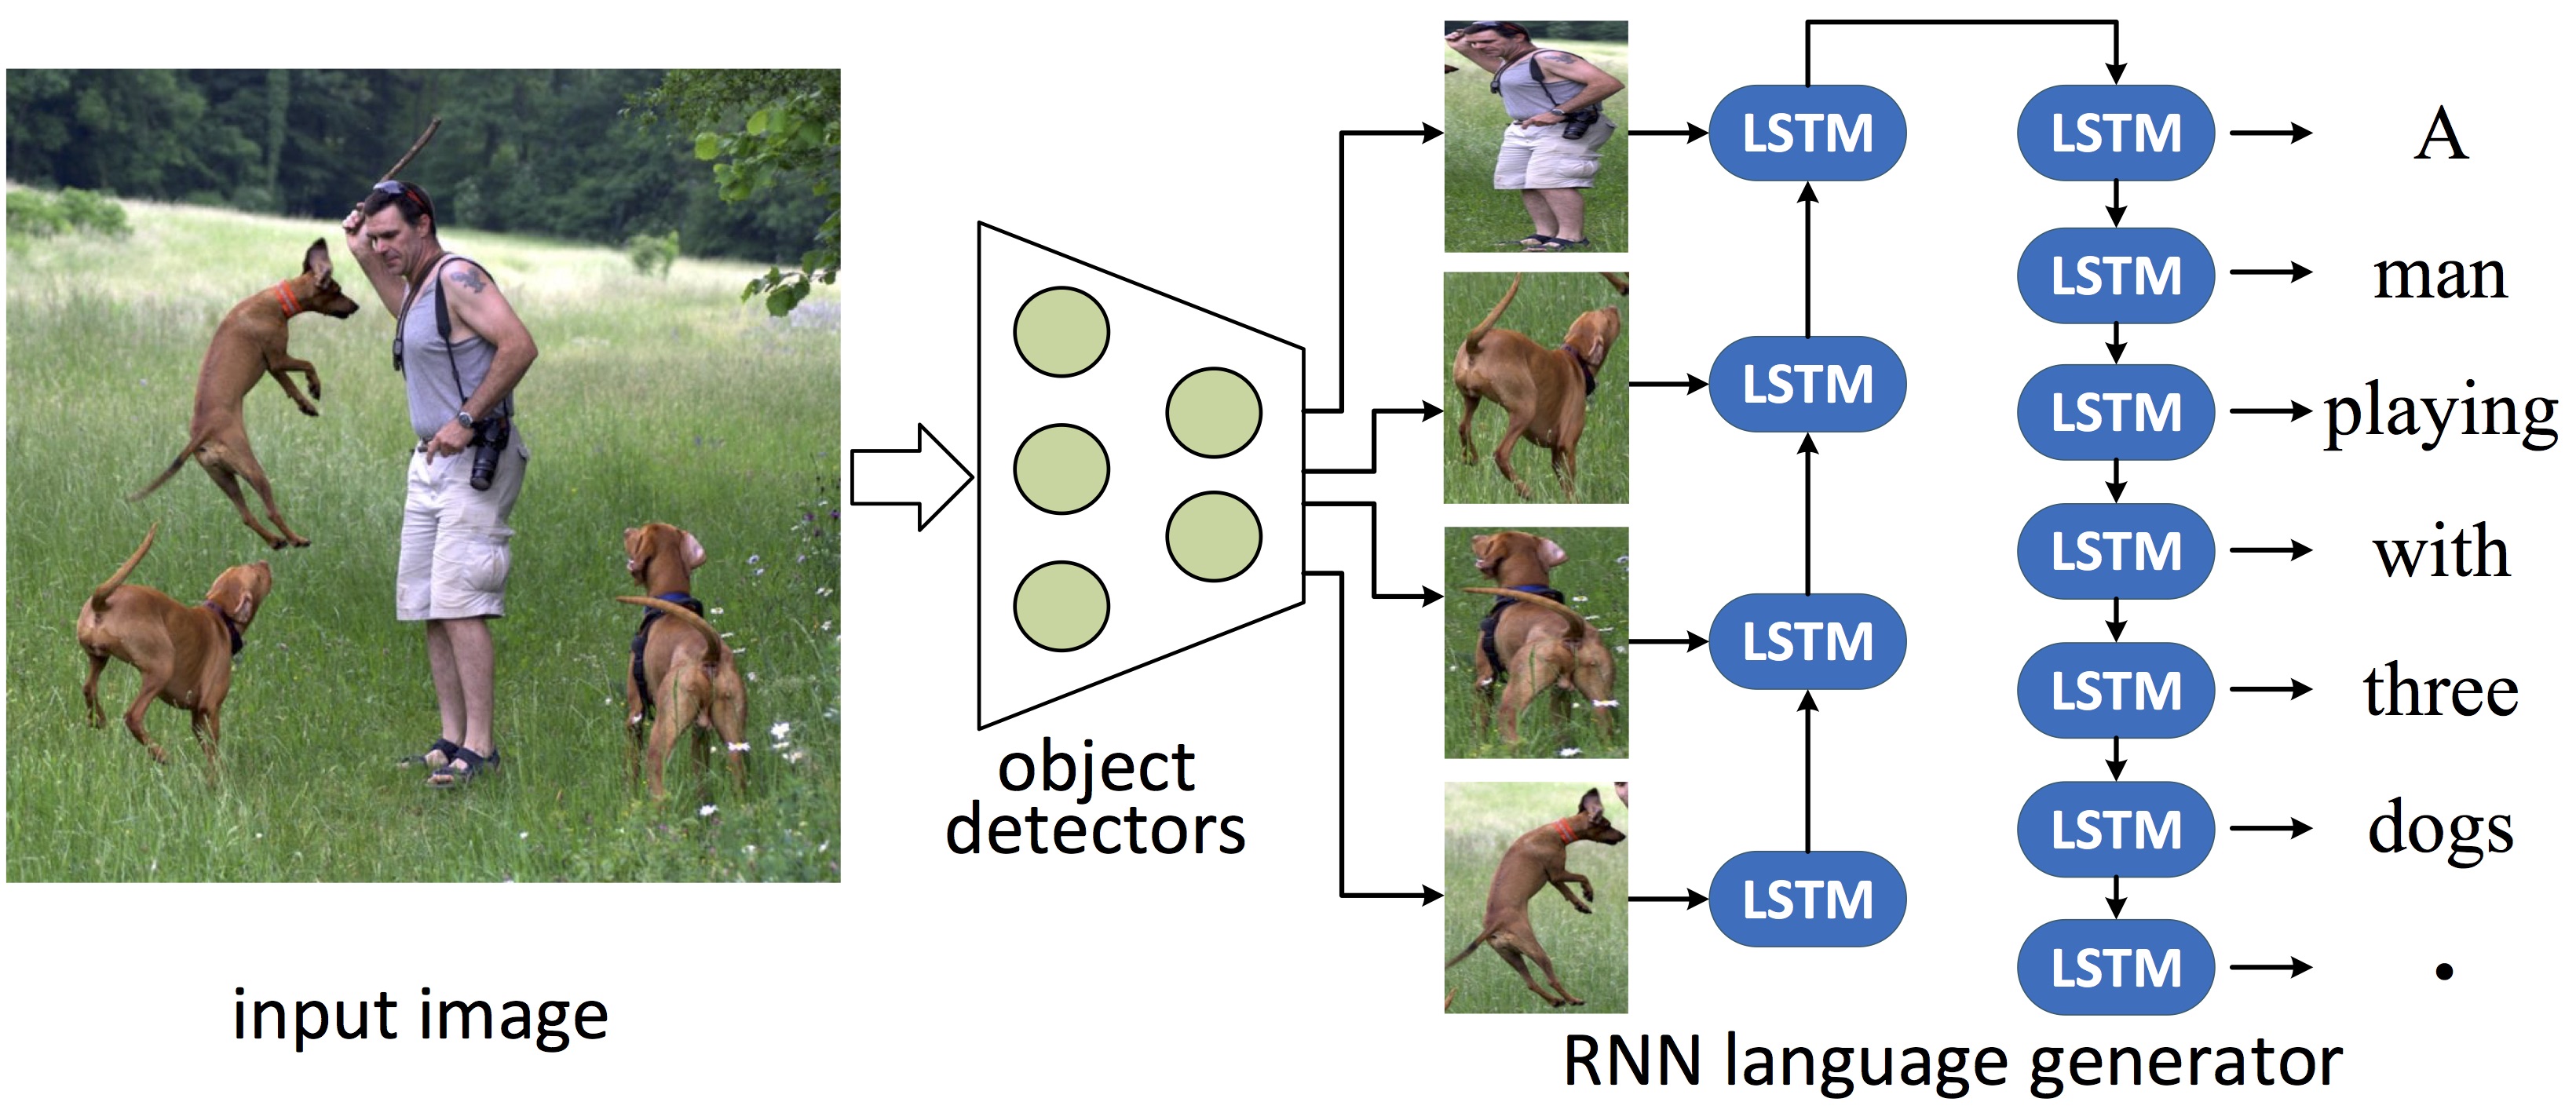 input image
object
detectors
LSTM
LSTM
LSTM
LSTM
LSTM
LSTM
LSTM
LSTM
LSTM
LSTM
LSTM
A
man
playing
with
three
dogs
.
RNN language generator